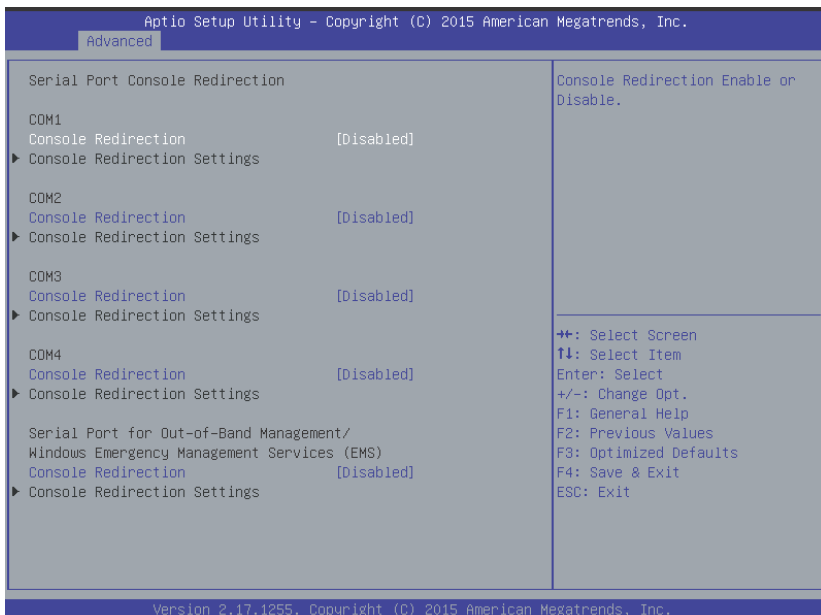 Aptio Setup Utility – Copyright (C) 2015 American Megatrends, Inc.
Advanced
Serial Port Console Redirection
COM1
Console Redirection [Disabled]
▶ Console Redirection Settings
COM2
Console Redirection [Disabled]
▶ Console Redirection Settings
COM3
Console Redirection [Disabled]
▶ Console Redirection Settings
COM4
Console Redirection [Disabled]
▶ Console Redirection Settings
Serial Port for Out-of-Band Management/
Windows Emergency Management Services (EMS)
Console Redirection [Disabled]
▶ Console Redirection Settings
Console Redirection Enable or
Disable.
→←: Select Screen
↑↓: Select Item
Enter: Select
+/-: Change Opt.
F1: General Help
F2: Previous Values
F3: Optimized Defaults
F4: Save & Exit
ESC: Exit
Version 2.17.1255. Copyright (C) 2015 American Megatrends, Inc.